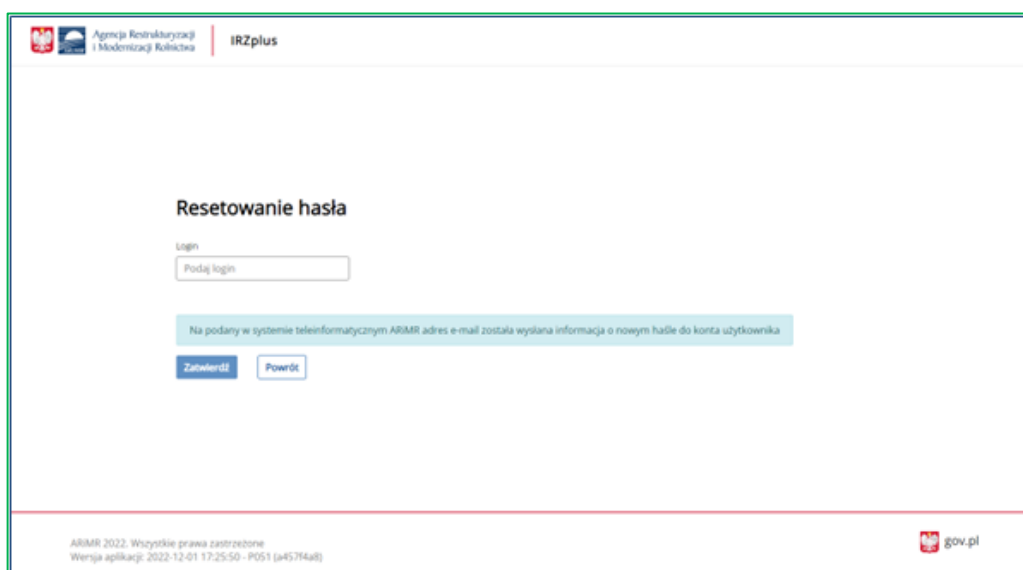 Agencja Restrukturyzacji
i Modernizacji Rolnictwa
IRZplus
Resetowanie hasła
Login
Podaj login
Na podany w systemie teleinformatycznym ARiMR adres e-mail została wysłana informacja o nowym haśle do konta użytkownika
Zatwierdź
Powrót
ARiMR 2022. Wszystkie prawa zastrzeżone
Wersja aplikacji: 2022-12-01 17:25:50 - P051 (a457f4a8)
gov.pl